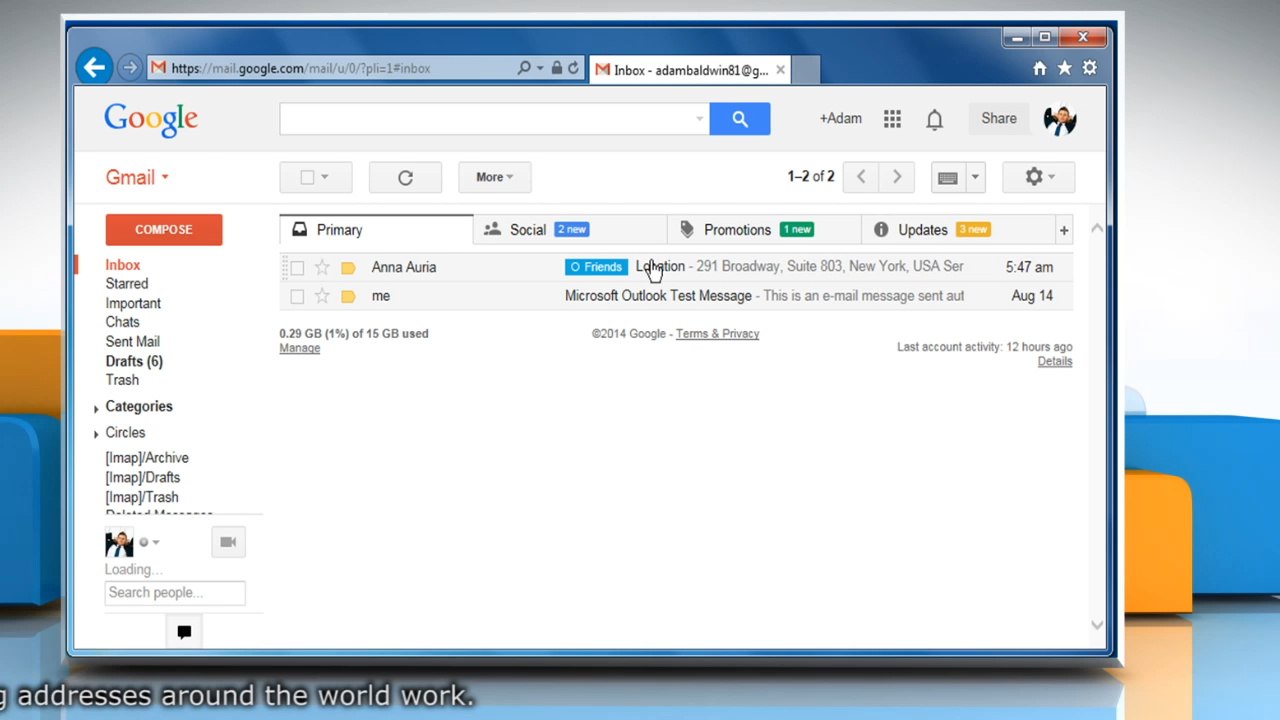 https://mail.google.com/mail/u/0/?pli=1#inbox
Inbox - adambaldwin81@g...
Google
+Adam
Share
Gmail
More
1–2 of 2
COMPOSE
Primary
Social 2 new
Promotions 1 new
Updates 3 new
+
Inbox
Starred
Important
Chats
Sent Mail
Drafts (6)
Trash
Categories
Circles
[Imap]/Archive
[Imap]/Drafts
[Imap]/Trash
Deleted Messages
Anna Auria Friends Location - 291 Broadway, Suite 803, New York, USA Ser 5:47 am
me Microsoft Outlook Test Message - This is an e-mail message sent aut Aug 14
0.29 GB (1%) of 15 GB used
Manage
©2014 Google - Terms & Privacy
Last account activity: 12 hours ago
Details
Loading...
Search people...
addresses around the world work.